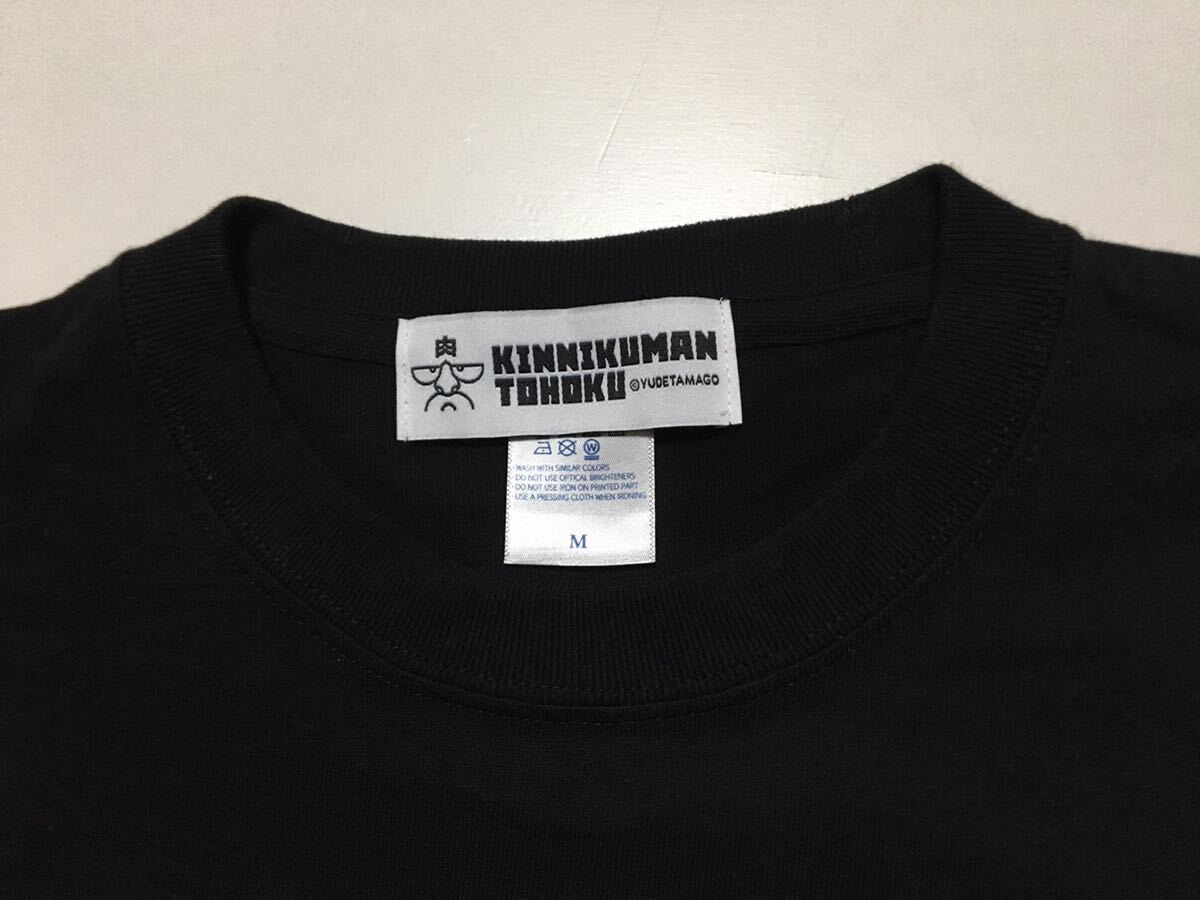 肉
KINNIKUMAN
TOHOKU ©YUDETAMAGO
W
WASH WITH SIMILAR COLORS
DO NOT USE OPTICAL BRIGHTENERS
DO NOT USE IRON ON PRINTED PART
USE A PRESSING CLOTH WHEN IRONING
M